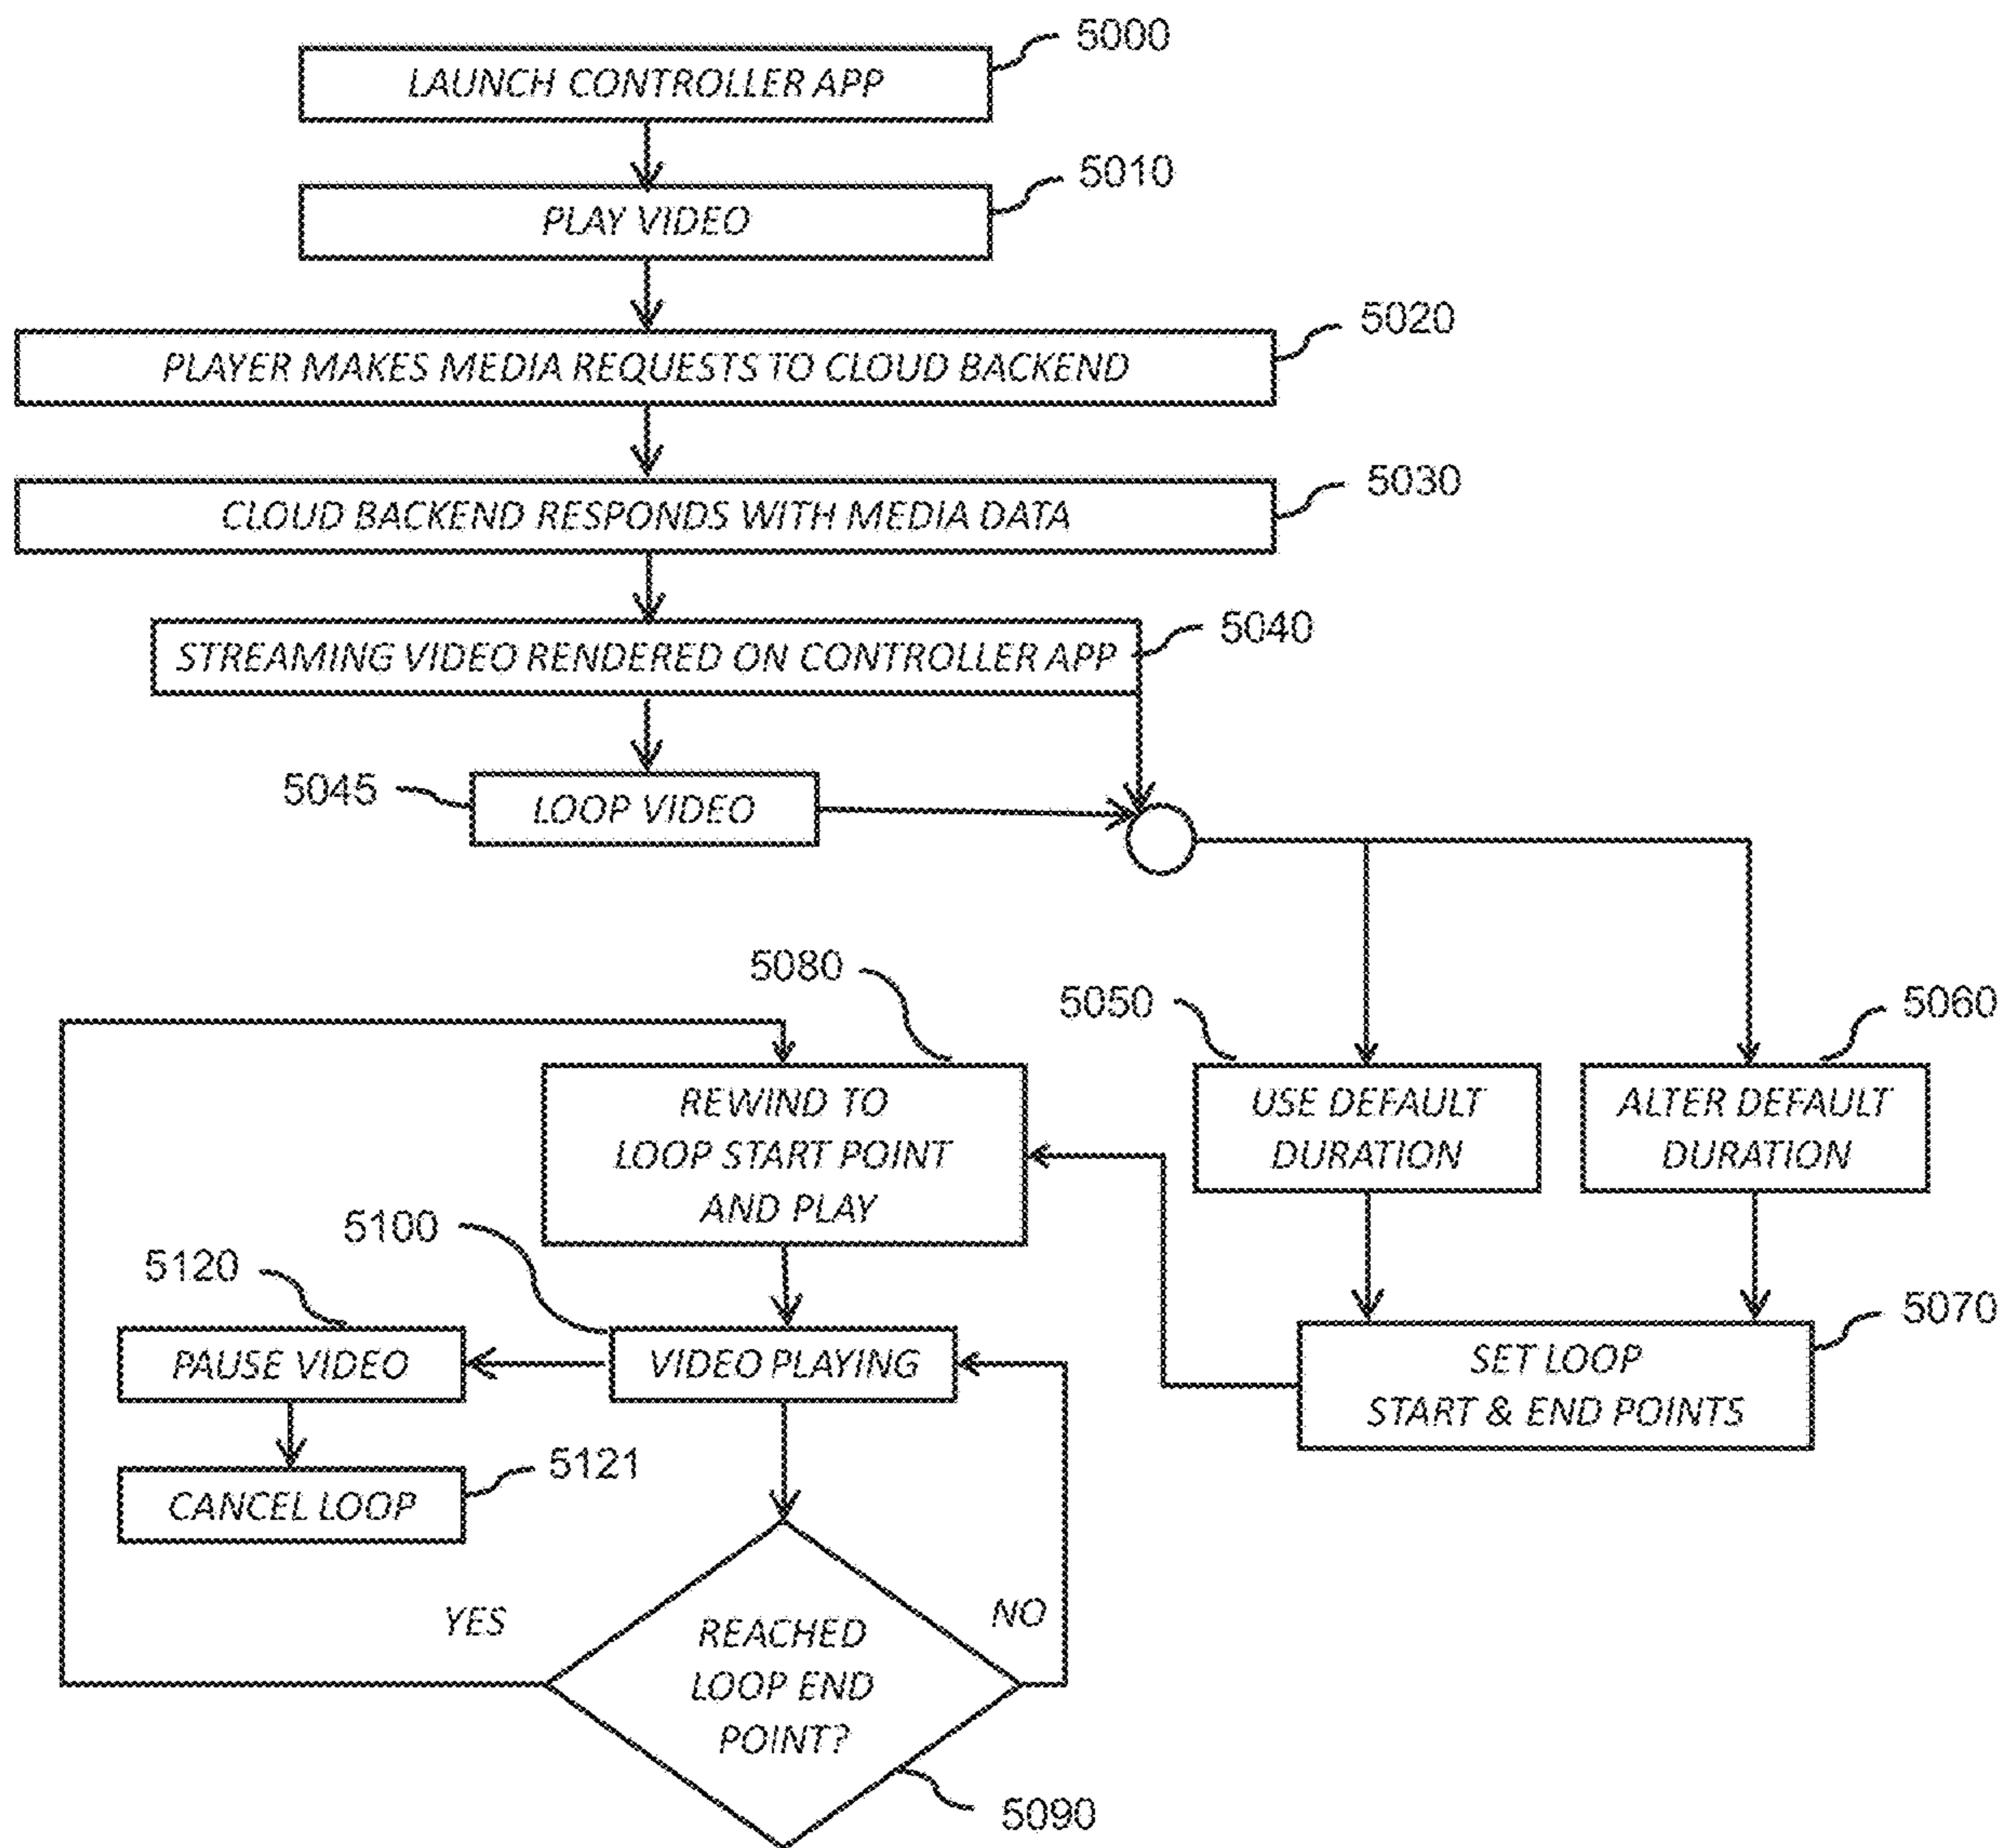 5000
LAUNCH CONTROLLER APP
5010
PLAY VIDEO
5020
PLAYER MAKES MEDIA REQUESTS TO CLOUD BACKEND
5030
CLOUD BACKEND RESPONDS WITH MEDIA DATA
5040
STREAMING VIDEO RENDERED ON CONTROLLER APP
5045
LOOP VIDEO
5080
REWIND TO
LOOP START POINT
AND PLAY
5050
USE DEFAULT
DURATION
5060
ALTER DEFAULT
DURATION
5100
VIDEO PLAYING
5120
PAUSE VIDEO
5121
CANCEL LOOP
5070
SET LOOP
START & END POINTS
YES
NO
REACHED
LOOP END
POINT?
5090